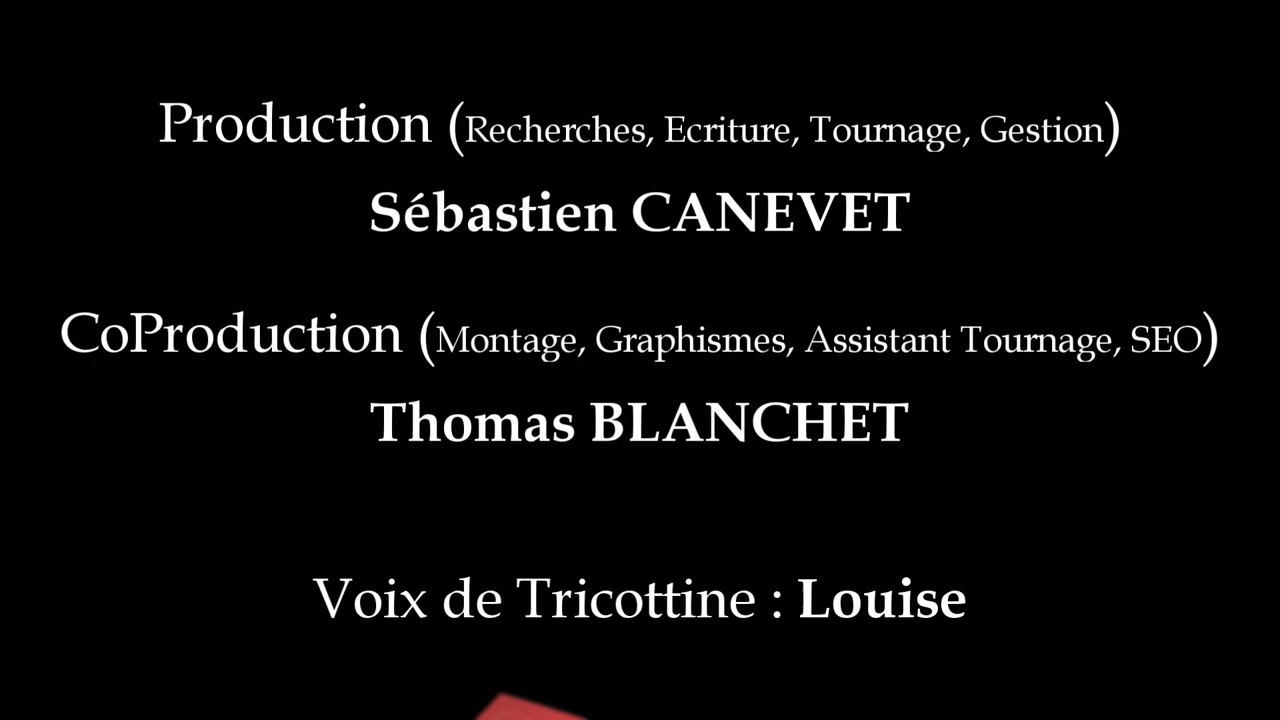 Production (Recherches, Ecriture, Tournage, Gestion)
Sébastien CANEVET
CoProduction (Montage, Graphismes, Assistant Tournage, SEO)
Thomas BLANCHET
Voix de Tricottine : Louise